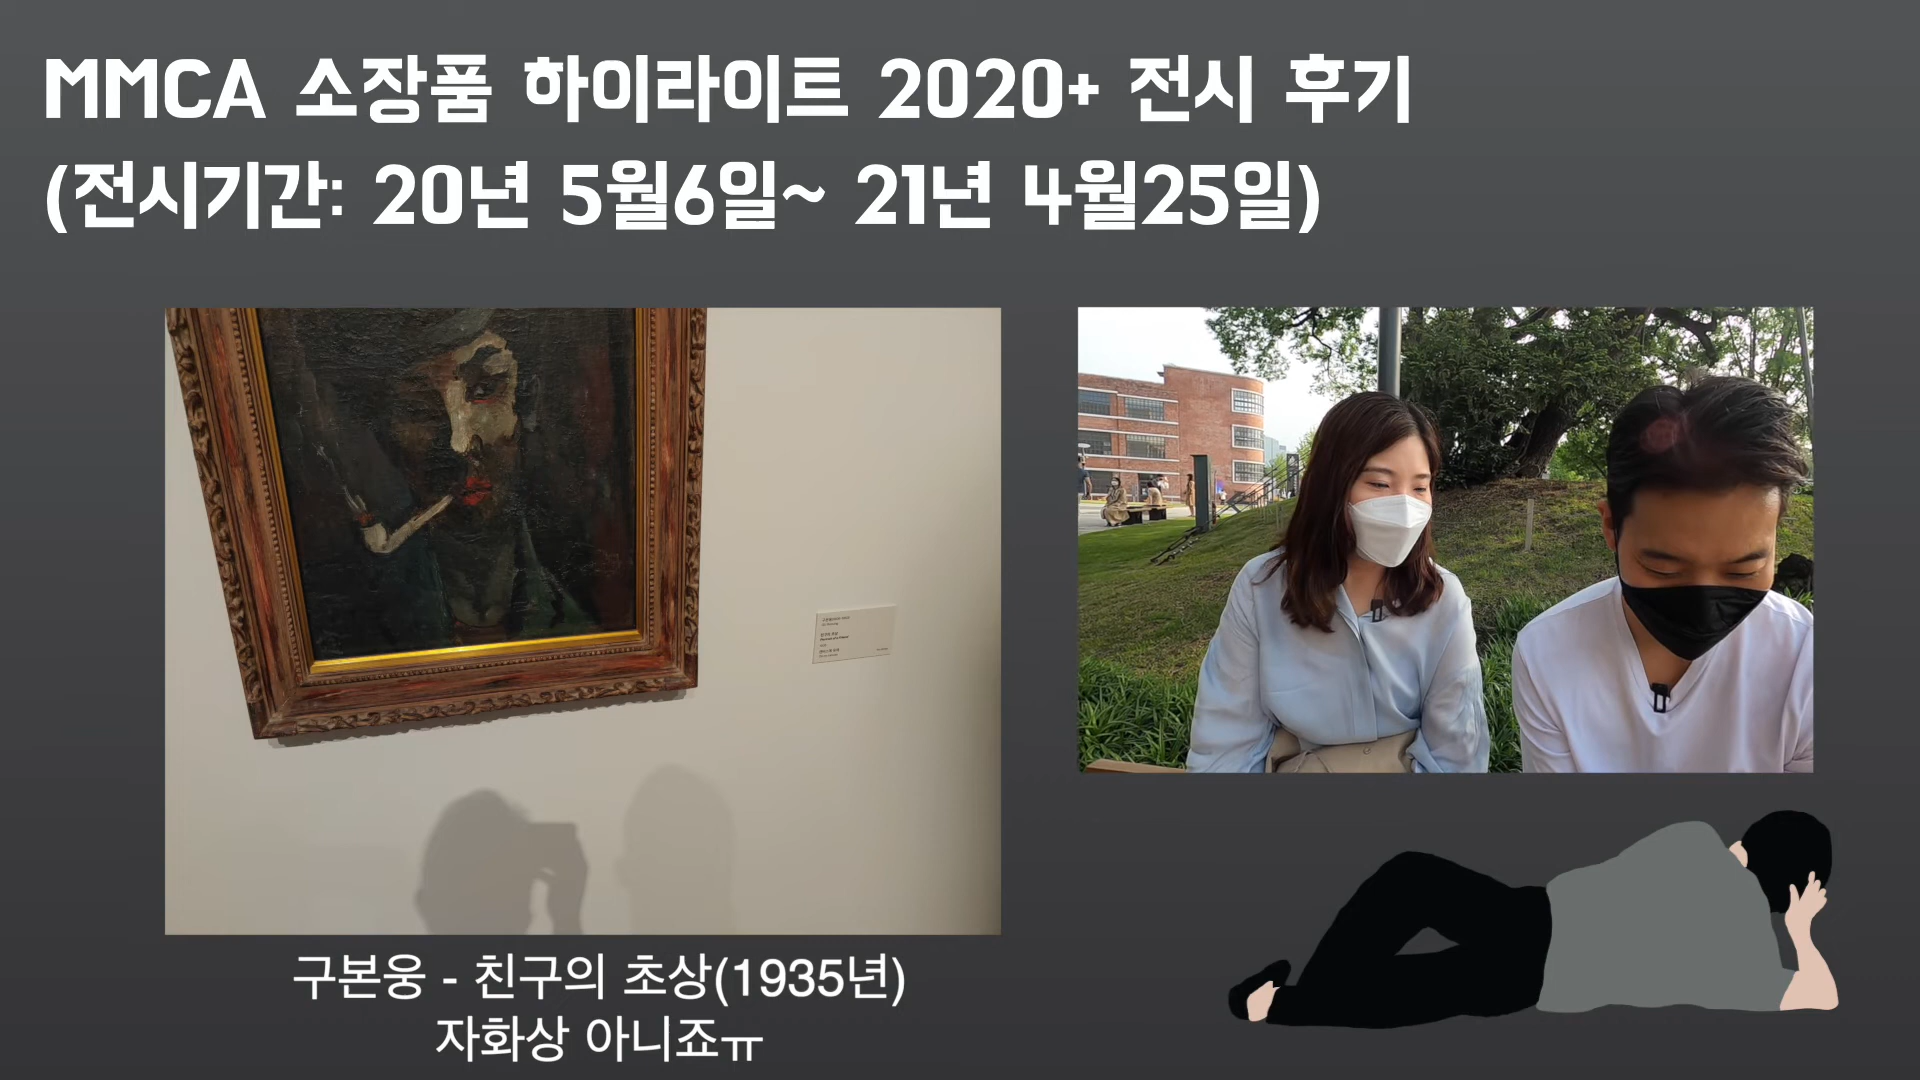 MMCA 소장품 하이라이트 2020+ 전시 후기
(전시기간: 20년 5월6일~ 21년 4월25일)
구본웅 - 친구의 초상(1935년)
자화상 아니죠ㅠ